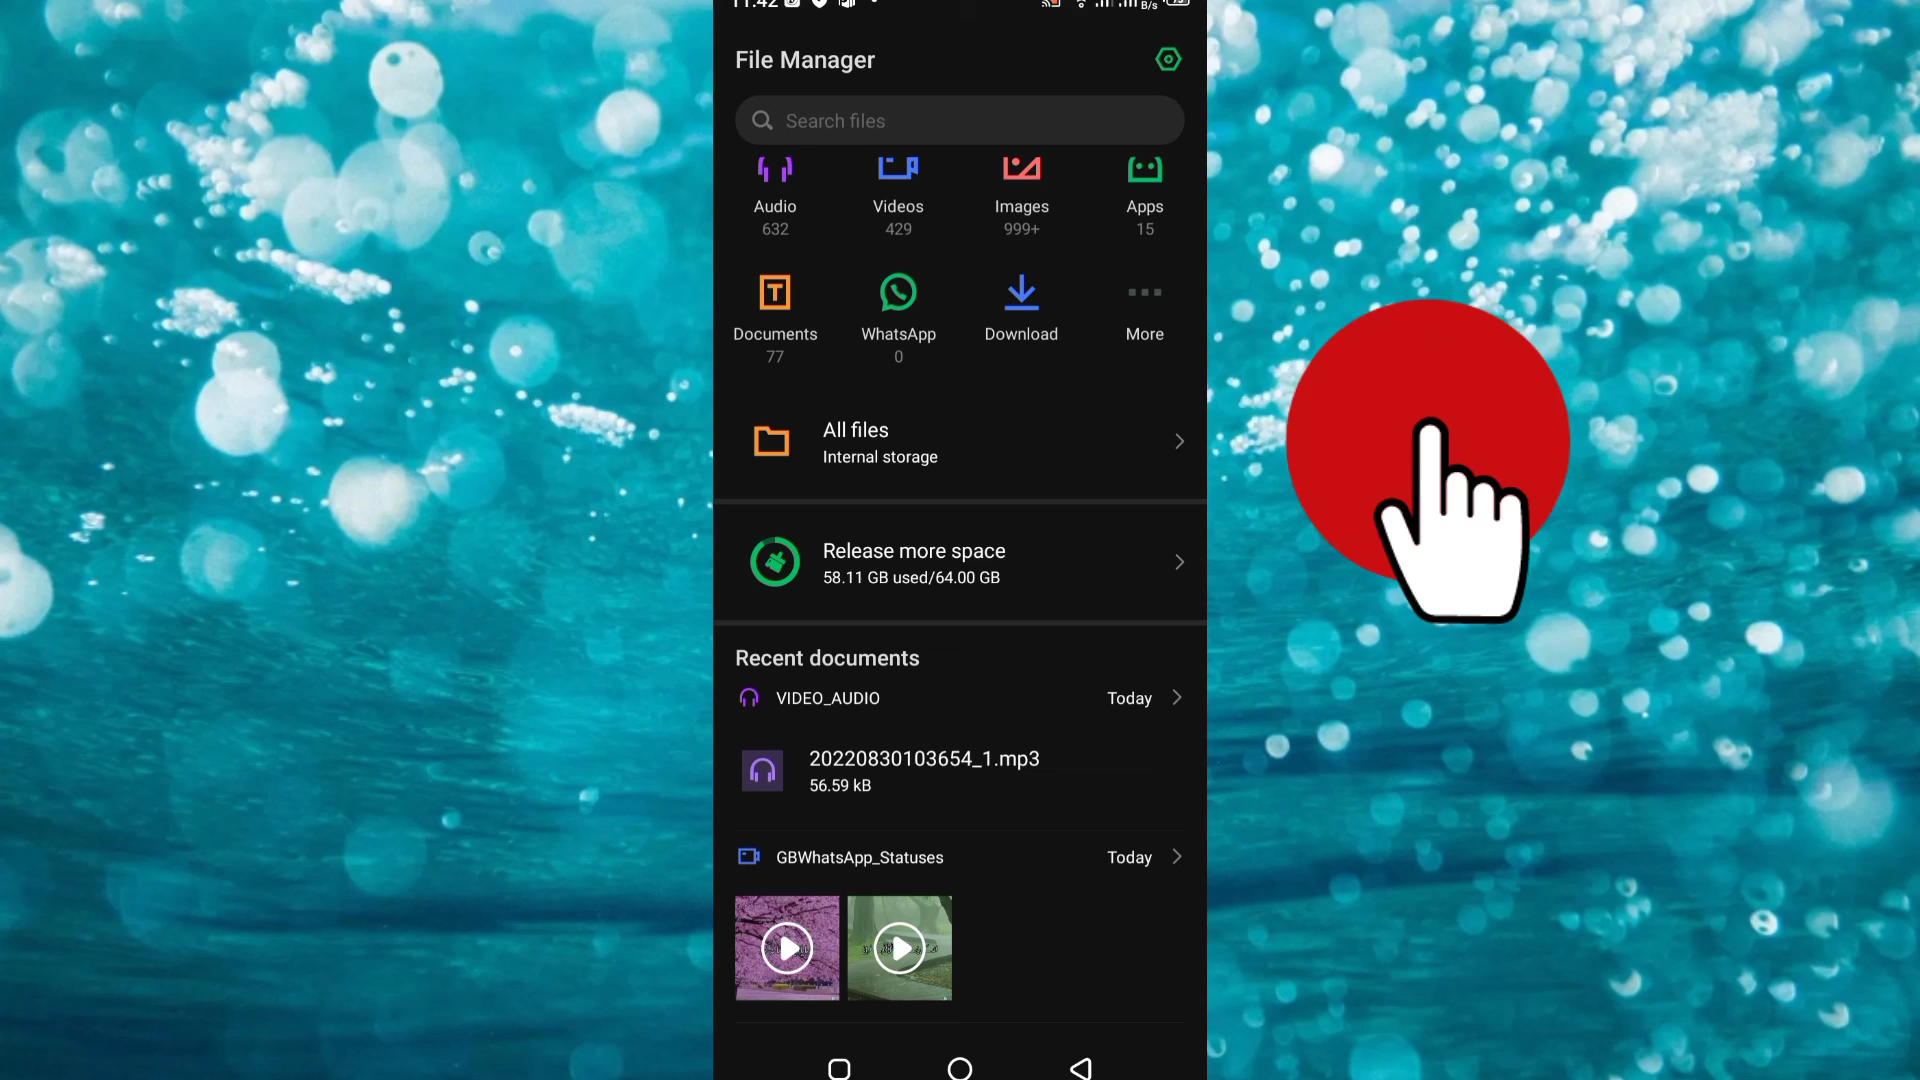 11:42
B/s
File Manager
Search files
Audio Videos Images Apps
632 429 999+ 15
Documents WhatsApp Download More
77 0
All files
Internal storage
Release more space
58.11 GB used/64.00 GB
Recent documents
VIDEO_AUDIO Today
20220830103654_1.mp3
56.59 kB
GBWhatsApp_Statuses Today